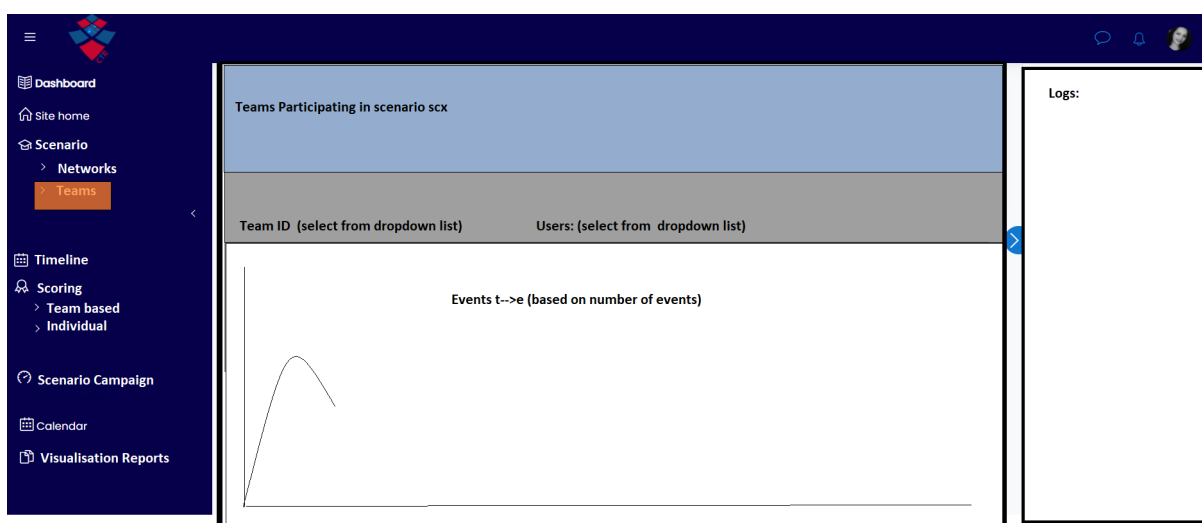 CTR
Dashboard
Site home
Scenario
Networks
Teams
Timeline
Scoring
Team based
Individual
Scenario Campaign
Calendar
Visualisation Reports
Teams Participating in scenario scx
Team ID (select from dropdown list) Users: (select from dropdown list)
Events t-->e (based on number of events)
Logs: